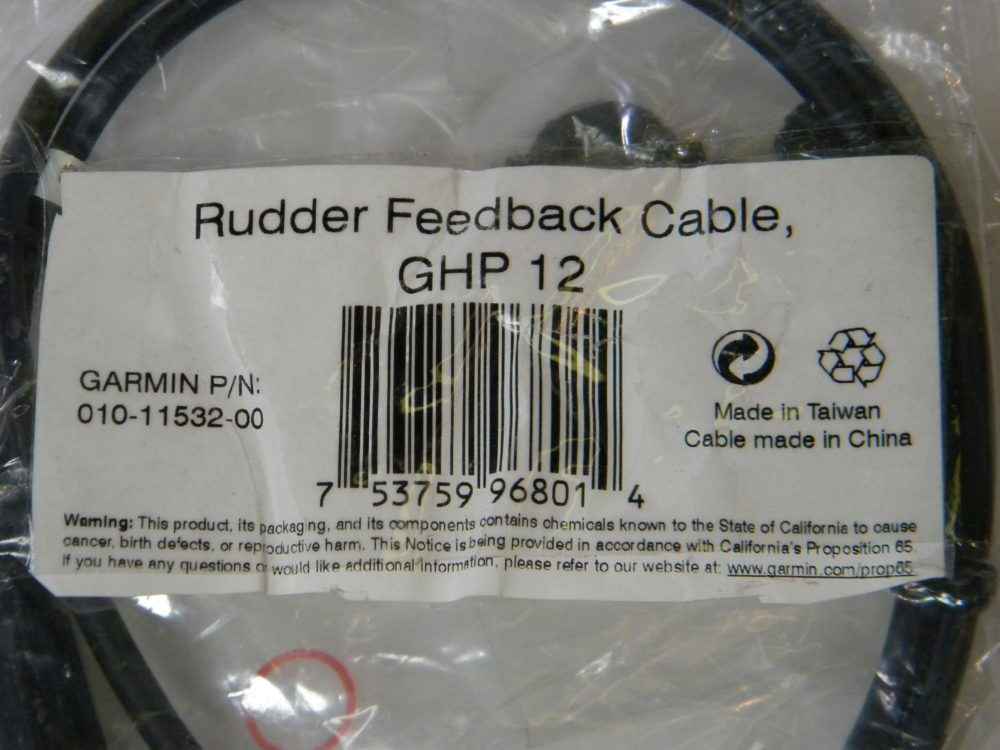 Rudder Feedback Cable,
GHP 12
GARMIN P/N:
010-11532-00
Made in Taiwan
Cable made in China
7 53759 96801 4
Warning: This product, its packaging, and its components contains chemicals known to the State of California to cause
cancer, birth defects, or reproductive harm. This Notice is being provided in accordance with California's Proposition 65.
If you have any questions or would like additional information, please refer to our website at: www.garmin.com/prop65.